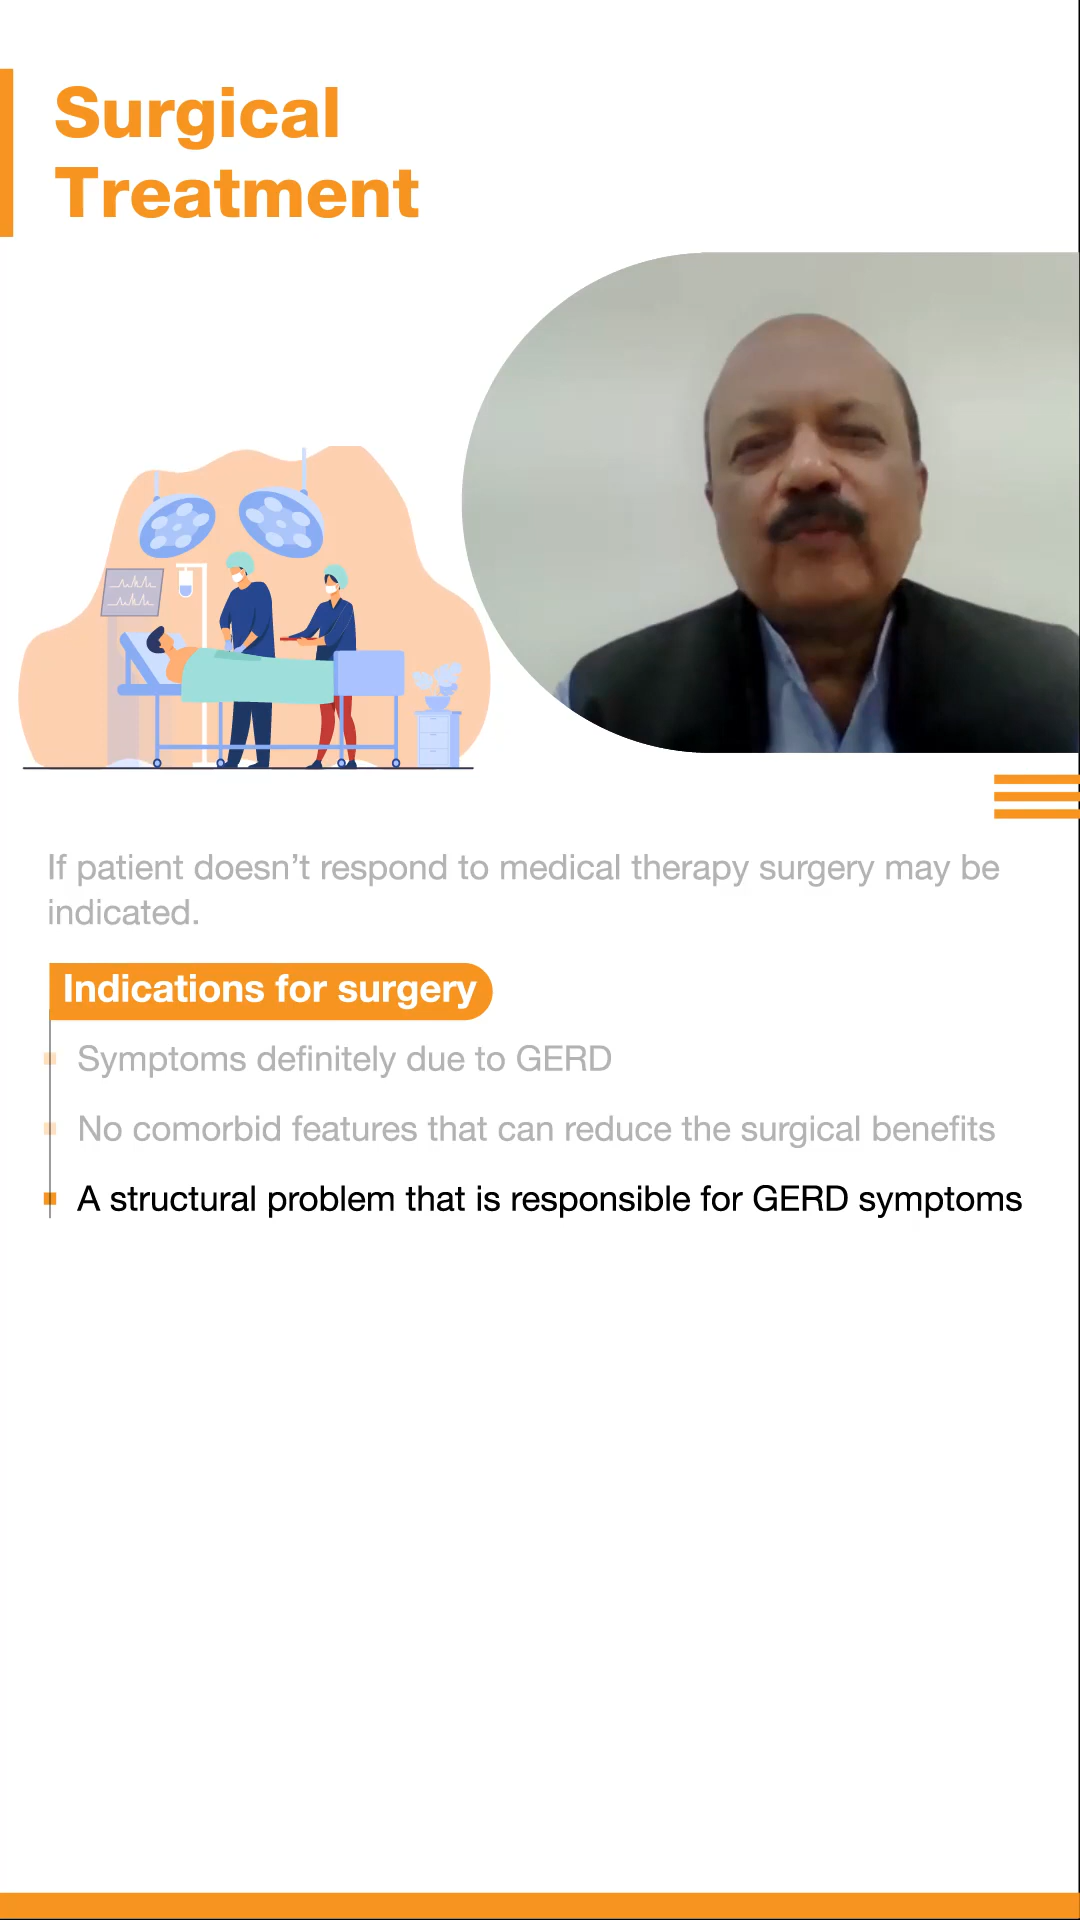 Surgical
Treatment
If patient doesn’t respond to medical therapy surgery may be
indicated.
Indications for surgery
Symptoms definitely due to GERD
No comorbid features that can reduce the surgical benefits
A structural problem that is responsible for GERD symptoms